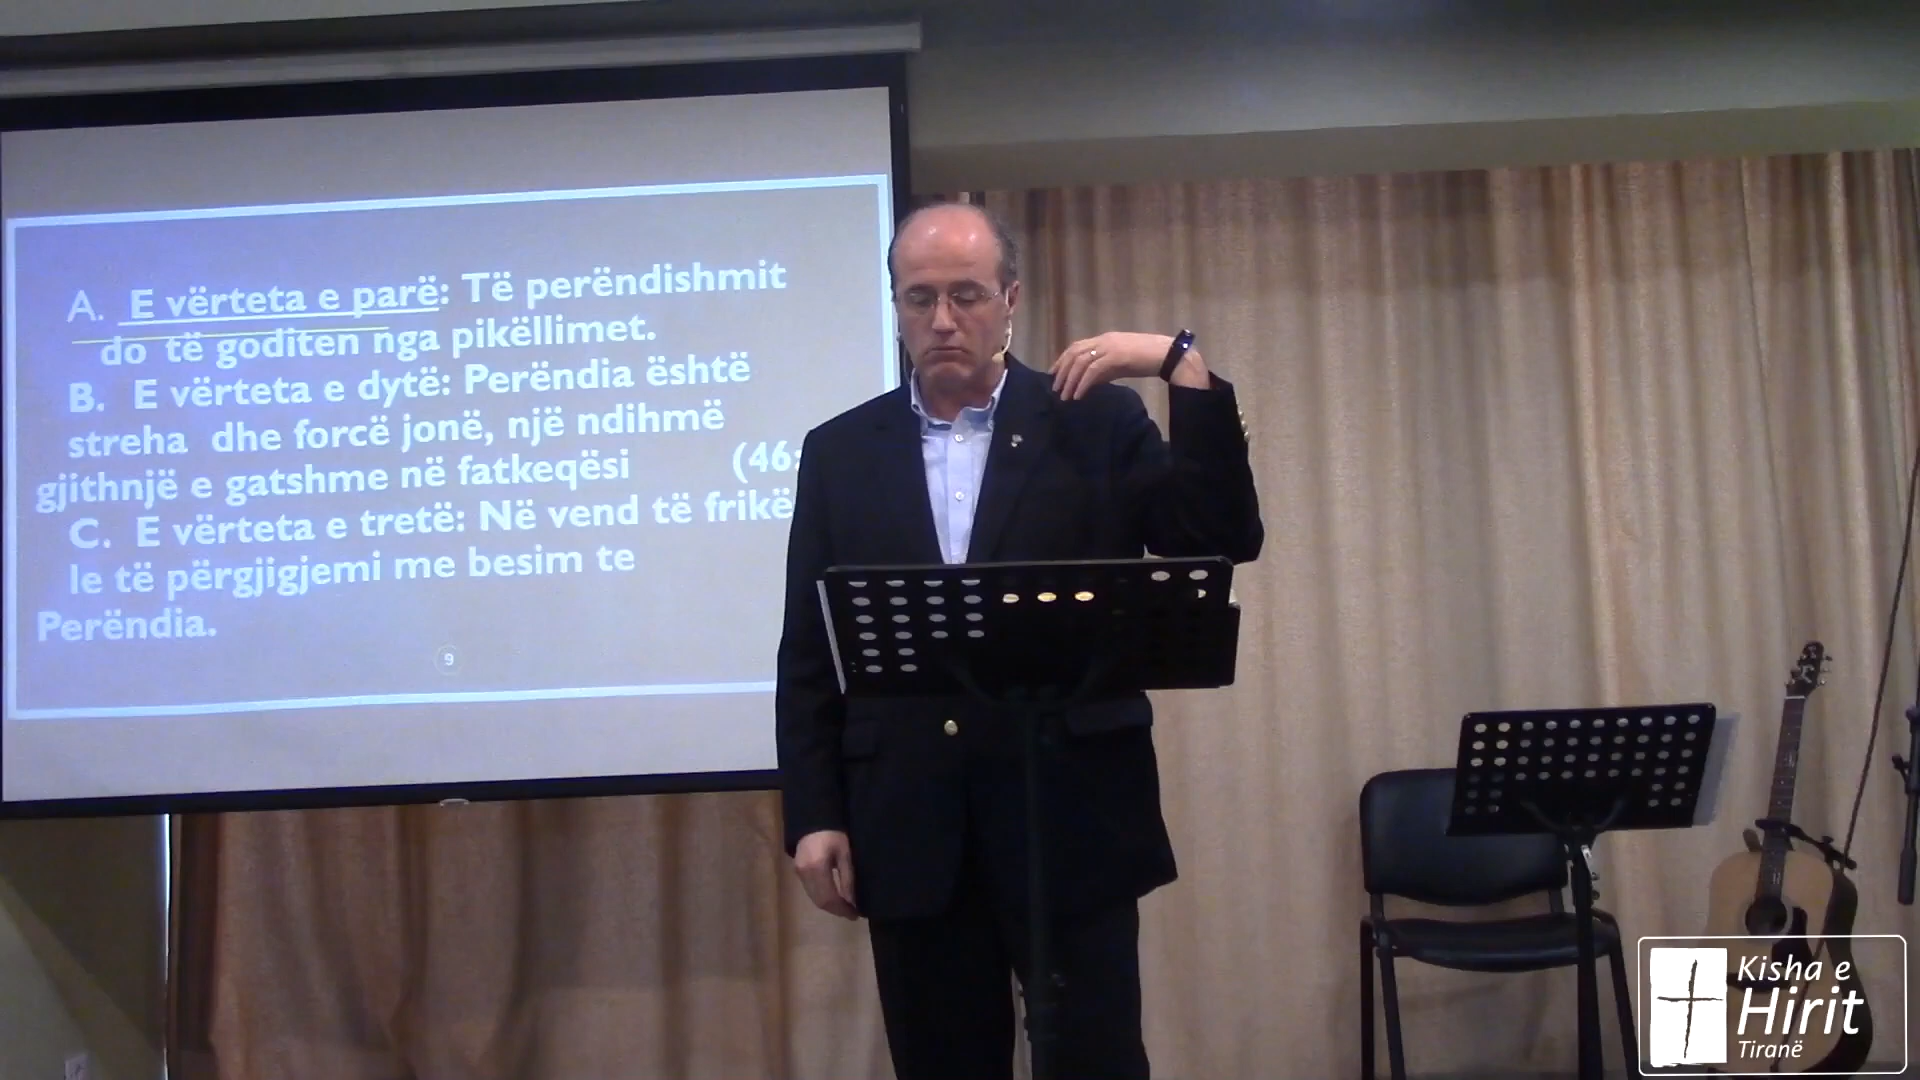 A. E vërteta e parë: Të perëndishmit
do të goditen nga pikëllimet.
B. E vërteta e dytë: Perëndia është
streha dhe forcë jonë, një ndihmë
gjithnjë e gatshme në fatkeqësi (46:
C. E vërteta e tretë: Në vend të frikë
le të përgjigjemi me besim te
Perëndia.
9
Kisha e
Hirit
Tiranë